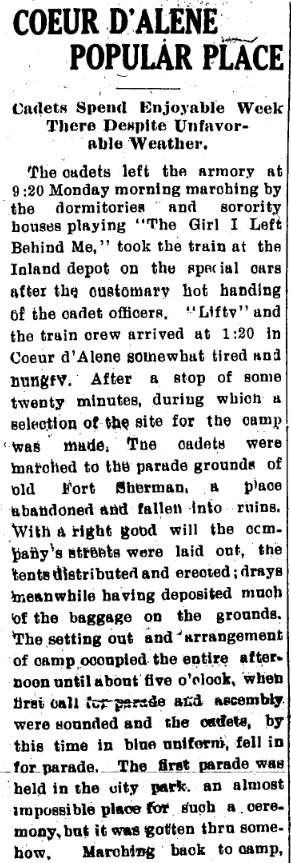 COEUR D'ALENE
POPULAR PLACE
Cadets Spend Enjoyable Week
There Despite Unfavor-
able Weather.
The cadets left the armory at
9:20 Monday morning marching by
the dormitories and sorority
houses playing "The Girl I Left
Behind Me," took the train at the
Inland depot on the special cars
after the customary hot handing
of the cadet officers. "Lifty" and
the train crew arrived at 1:20 in
Coeur d'Alene somewhat tired and
hungry. After a stop of some
twenty minutes, during which a
selection of the site for the camp
was made. The cadets were
marched to the parade grounds of
old Fort Sherman, a place
abandoned and fallen into ruins.
With a right good will the com-
pany's streets were laid out, the
tents distributed and erected; drays
meanwhile having deposited much
of the baggage on the grounds.
The setting out and arrangement
of camp occupied the entire after-
noon until about five o'clock, when
first call for parade and assembly
were sounded and the cadets, by
this time in blue uniform, fell in
for parade. The first parade was
held in the city park. an almost
impossible place for such a cere-
mony, but it was gotten thru some-
how. Marching back to camp,